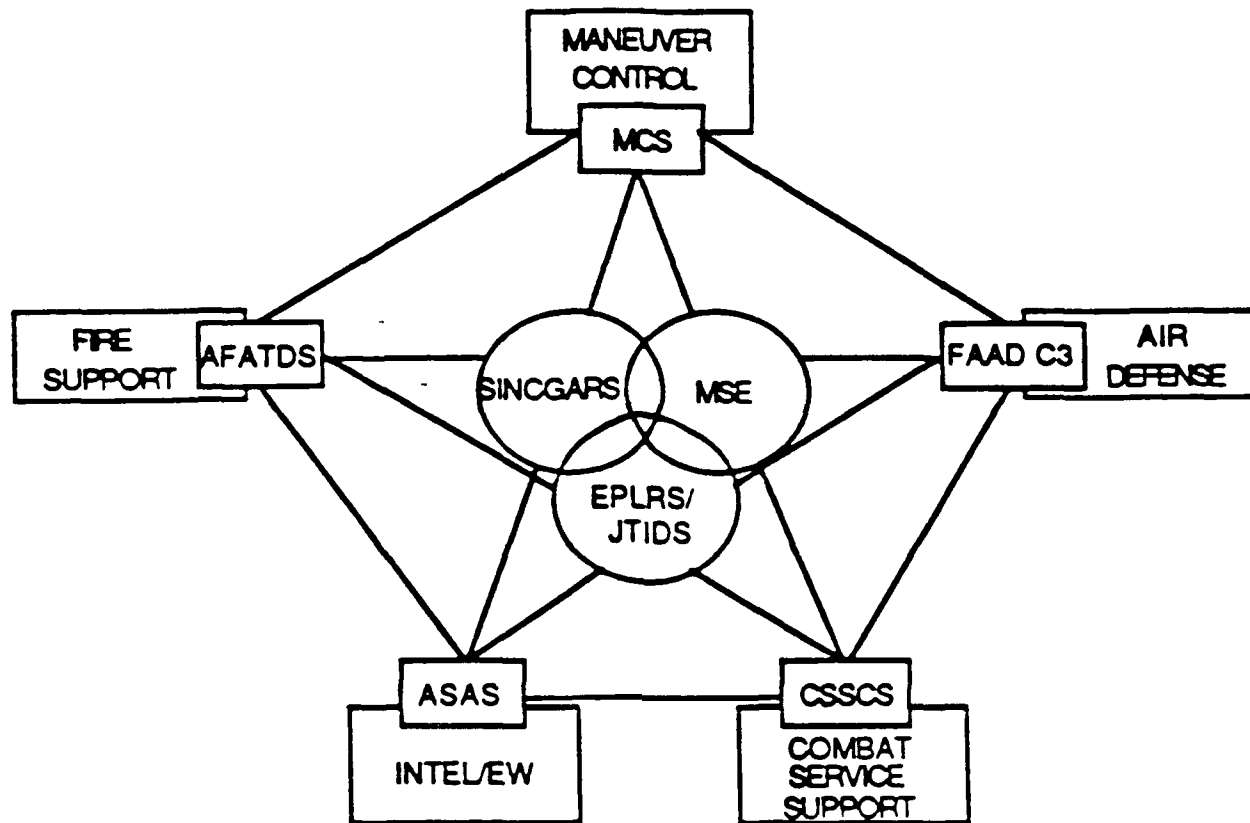 MANEUVER
CONTROL
MCS
FIRE
SUPPORT
AFATDS
SINCGARS
MSE
FAAD C3
AIR
DEFENSE
EPLRS/
JTIDS
ASAS
INTEL/EW
CSSCS
COMBAT
SERVICE
SUPPORT